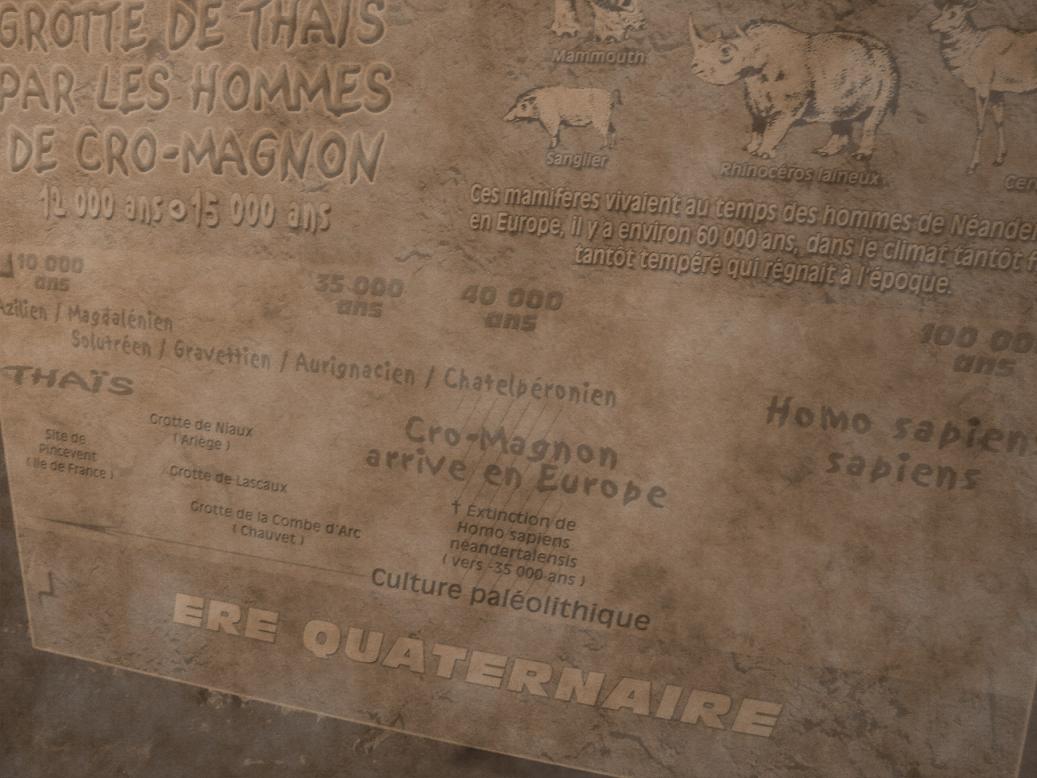 GROTTE DE THAÏS
PAR LES HOMMES
DE CRO-MAGNON
12 000 ans 15 000 ans
Mammouth
Sanglier
Rhinocéros laineux
Ces mamifères vivaient au temps des hommes de
en Europe, il y a environ 60 000 ans, dans le climat tantôt
tantôt tempéré qui régnait à l'époque.
10 000
ans
35 000
ans
40 000
ans
100
ans
Azilien / Magdalénien
Solutréen / Gravettien / Aurignacien / Chatelpéronien
THAÏS
Site de
Pincevent
( Ile de France )
Grotte de Niaux
( Ariège )
Grotte de Lascaux
Grotte de la Combe d'Arc
( Chauvet )
Cro-Magnon
arrive en Europe
† Extinction de
Homo sapiens
néandertalensis
( vers -35 000 ans )
Homo sapiens
sapiens
Culture paléolithique
ERE QUATERNAIRE